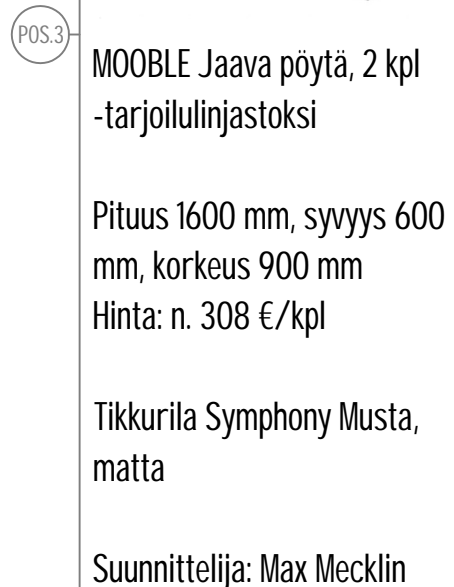 POS.3
MOOBLE Jaava pöytä, 2 kpl
-tarjoilulinjastoksi
Pituus 1600 mm, syvyys 600
mm, korkeus 900 mm
Hinta: n. 308 €/kpl
Tikkurila Symphony Musta,
matta
Suunnittelija: Max Mecklin